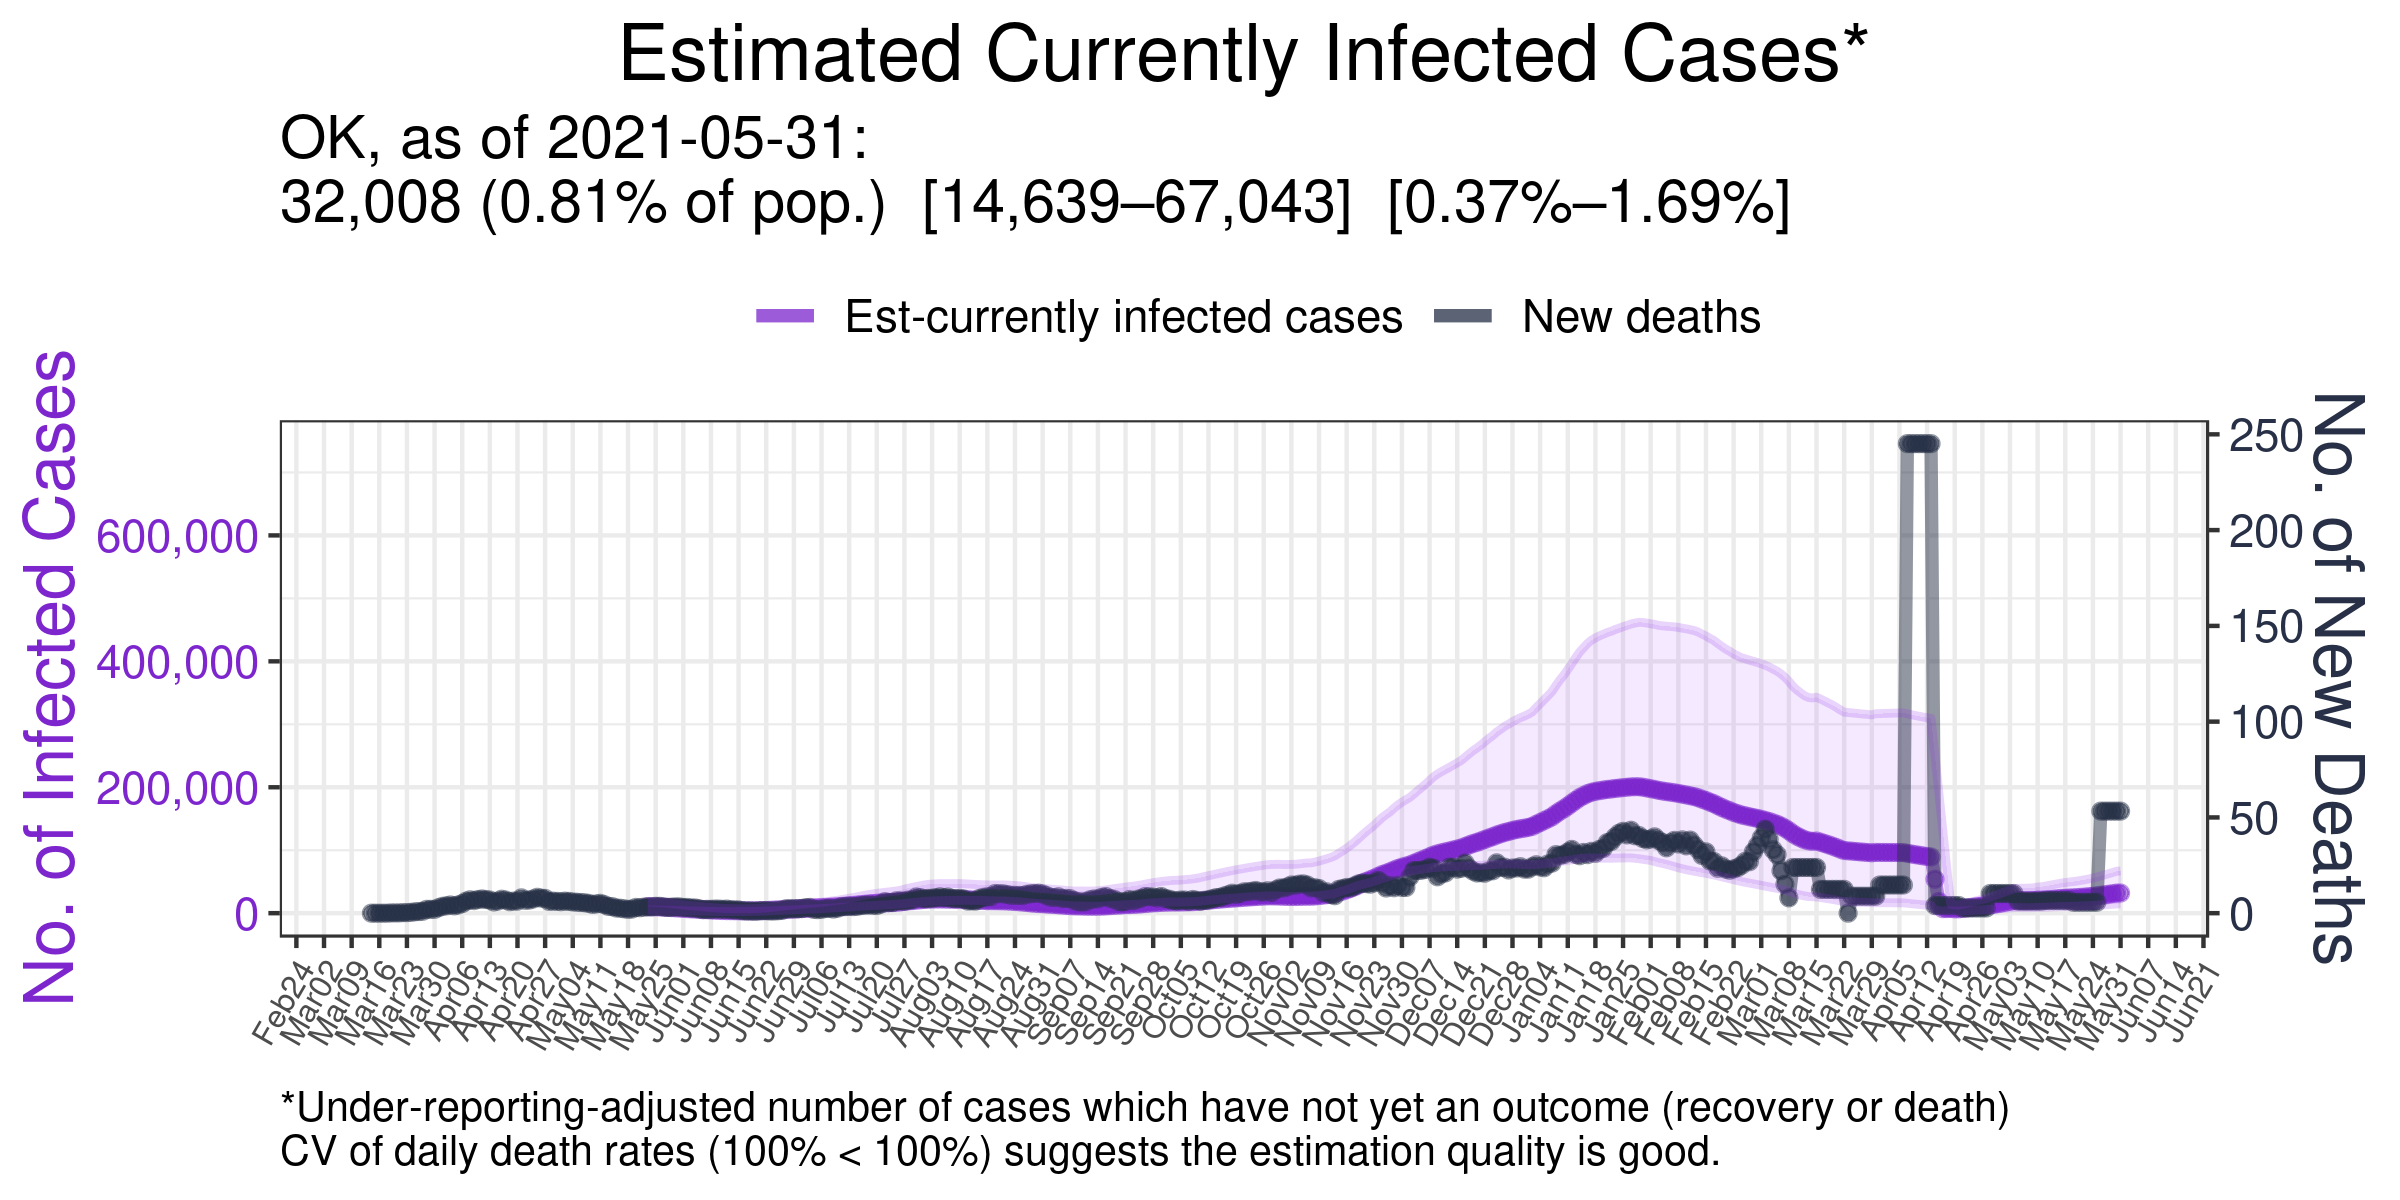 Estimated Currently Infected Cases*
OK, as of 2021-05-31:
32,008 (0.81% of pop.)  [14,639–67,043]  [0.37%–1.69%]
Est-currently infected cases
New deaths
No. of Infected Cases
600,000
400,000
200,000
0
250
200
150
100
50
0
No. of New Deaths
Feb24
Mar02
Mar09
Mar16
Mar23
Mar30
Apr06
Apr13
Apr20
Apr27
May04
May11
May18
May25
Jun01
Jun08
Jun15
Jun22
Jun29
Jul06
Jul13
Jul20
Jul27
Aug03
Aug10
Aug17
Aug24
Aug31
Sep07
Sep14
Sep21
Sep28
Oct05
Oct12
Oct19
Oct26
Nov02
Nov09
Nov16
Nov23
Nov30
Dec07
Dec14
Dec21
Dec28
Jan04
Jan11
Jan18
Jan25
Feb01
Feb08
Feb15
Feb22
Mar01
Mar08
Mar15
Mar22
Mar29
Apr05
Apr12
Apr19
Apr26
May03
May10
May17
May24
May31
Jun07
Jun14
Jun21
*Under-reporting-adjusted number of cases which have not yet an outcome (recovery or death)
CV of daily death rates (100% < 100%) suggests the estimation quality is good.